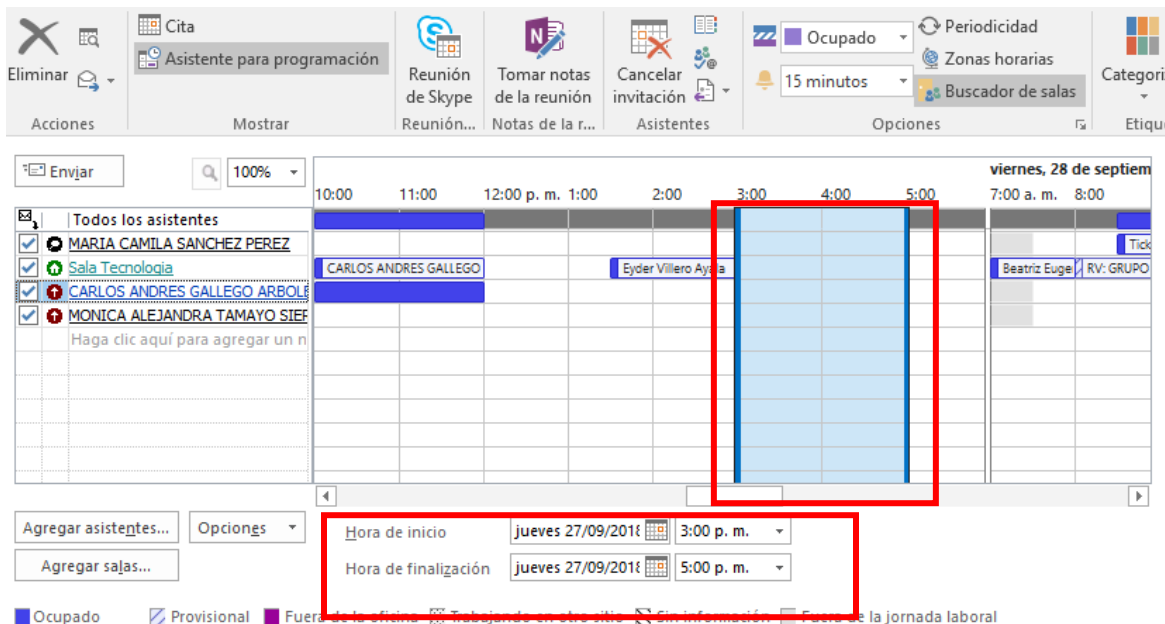 Eliminar
Acciones
Cita
Asistente para programación
Mostrar
Reunión
de Skype
Reunión...
N
Tomar notas
de la reunión
Notas de la r...
Cancelar
invitación
Asistentes
Ocupado
15 minutos
Periodicidad
Zonas horarias
Buscador de salas
Opciones
Categori
Etique
Enviar
100%
viernes, 28 de septiem
10:00 11:00 12:00 p. m. 1:00 2:00 3:00 4:00 5:00 7:00 a. m. 8:00
Todos los asistentes
MARIA CAMILA SANCHEZ PEREZ
Tick
Sala Tecnologia
CARLOS ANDRES GALLEGO
Eyder Villero Ayala
Beatriz Euge
RV: GRUPO
CARLOS ANDRES GALLEGO ARBOLE
MONICA ALEJANDRA TAMAYO SIER
Haga clic aquí para agregar un n
Agregar asistentes...
Opciones
Agregar salas...
Hora de inicio jueves 27/09/2018 3:00 p. m.
Hora de finalización jueves 27/09/2018 5:00 p. m.
Ocupado Provisional Fuera de la oficina Trabajando en otro sitio Sin información Fuera de la jornada laboral